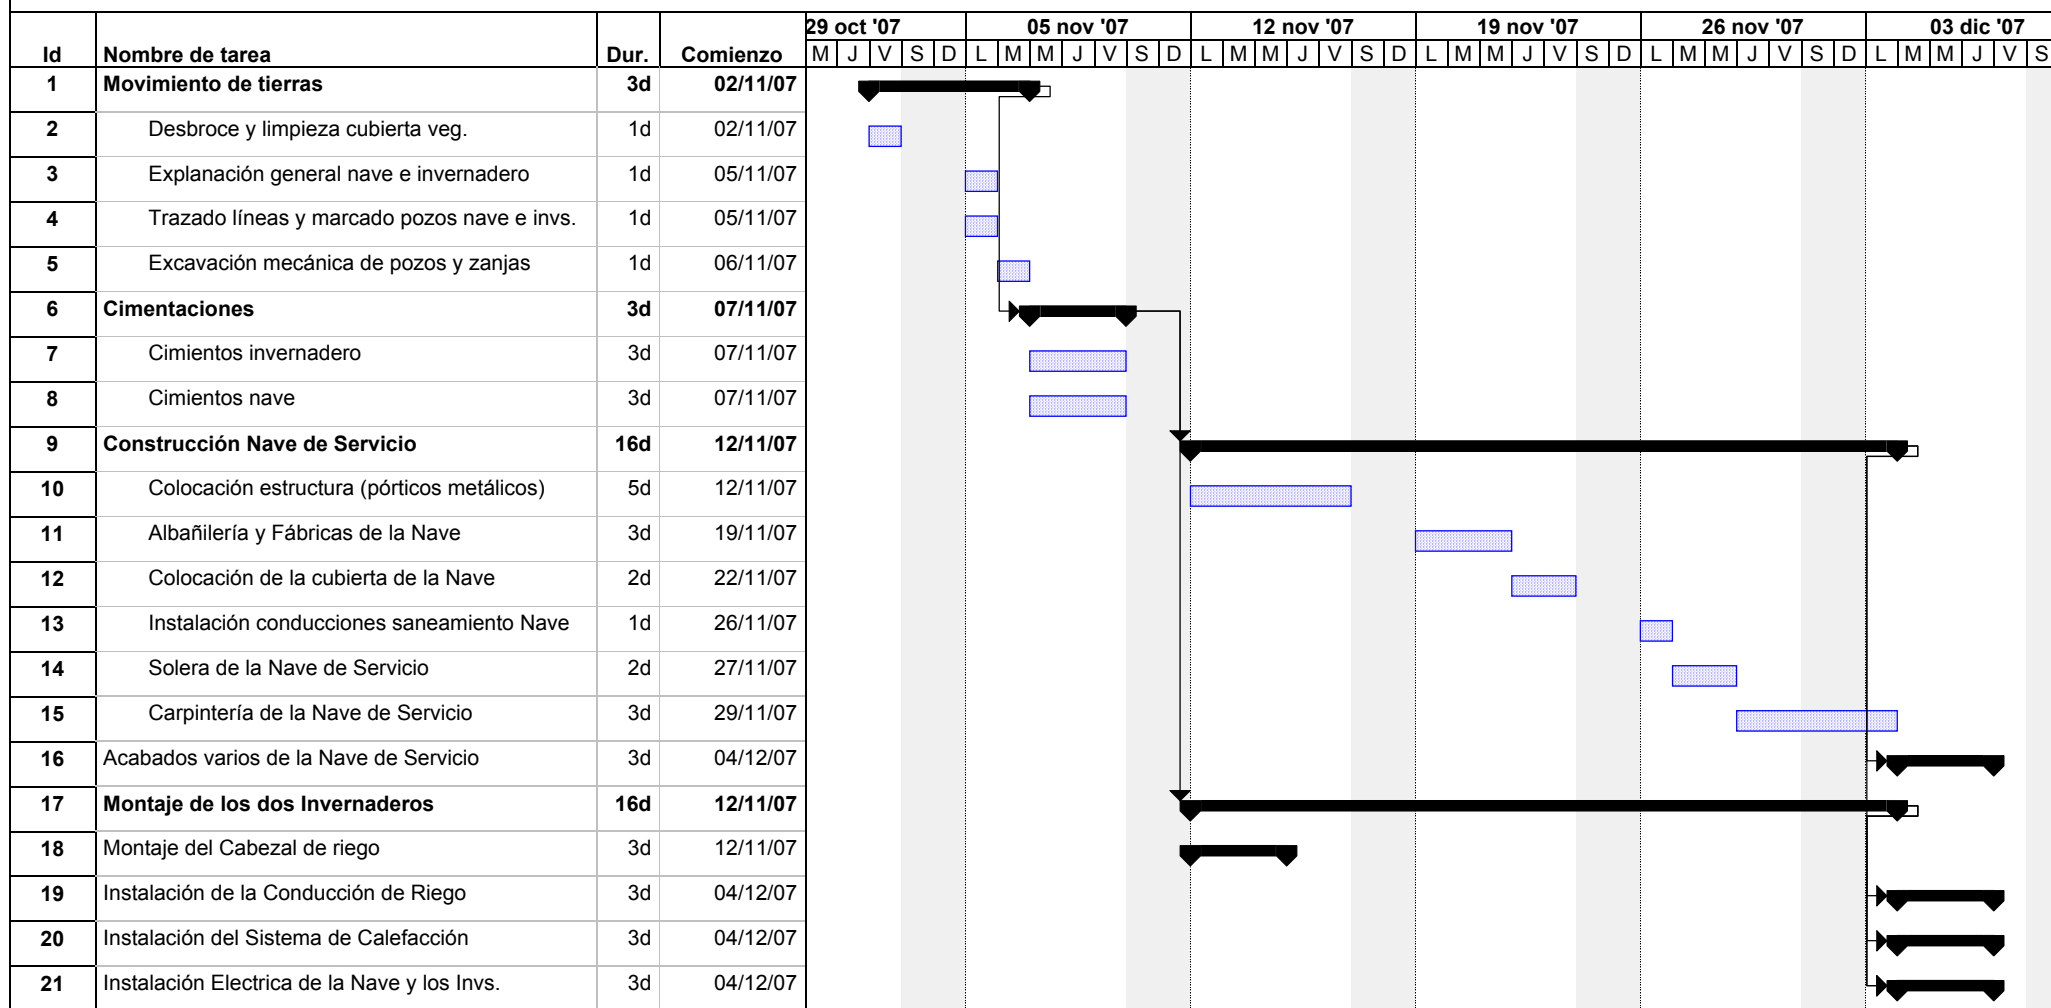 29 oct '07 05 nov '07 12 nov '07 19 nov '07 26 nov '07 03 dic '07
Id Nombre de tarea Dur. Comienzo M J V S D L M M J V S D L M M J V S D L M M J V S D L M M J V S D L M M J V S
1 Movimiento de tierras 3d 02/11/07
2 Desbroce y limpieza cubierta veg. 1d 02/11/07
3 Explanación general nave e invernadero 1d 05/11/07
4 Trazado líneas y marcado pozos nave e invs. 1d 05/11/07
5 Excavación mecánica de pozos y zanjas 1d 06/11/07
6 Cimentaciones 3d 07/11/07
7 Cimientos invernadero 3d 07/11/07
8 Cimientos nave 3d 07/11/07
9 Construcción Nave de Servicio 16d 12/11/07
10 Colocación estructura (pórticos metálicos) 5d 12/11/07
11 Albañilería y Fábricas de la Nave 3d 19/11/07
12 Colocación de la cubierta de la Nave 2d 22/11/07
13 Instalación conducciones saneamiento Nave 1d 26/11/07
14 Solera de la Nave de Servicio 2d 27/11/07
15 Carpintería de la Nave de Servicio 3d 29/11/07
16 Acabados varios de la Nave de Servicio 3d 04/12/07
17 Montaje de los dos Invernaderos 16d 12/11/07
18 Montaje del Cabezal de riego 3d 12/11/07
19 Instalación de la Conducción de Riego 3d 04/12/07
20 Instalación del Sistema de Calefacción 3d 04/12/07
21 Instalación Electrica de la Nave y los Invs. 3d 04/12/07